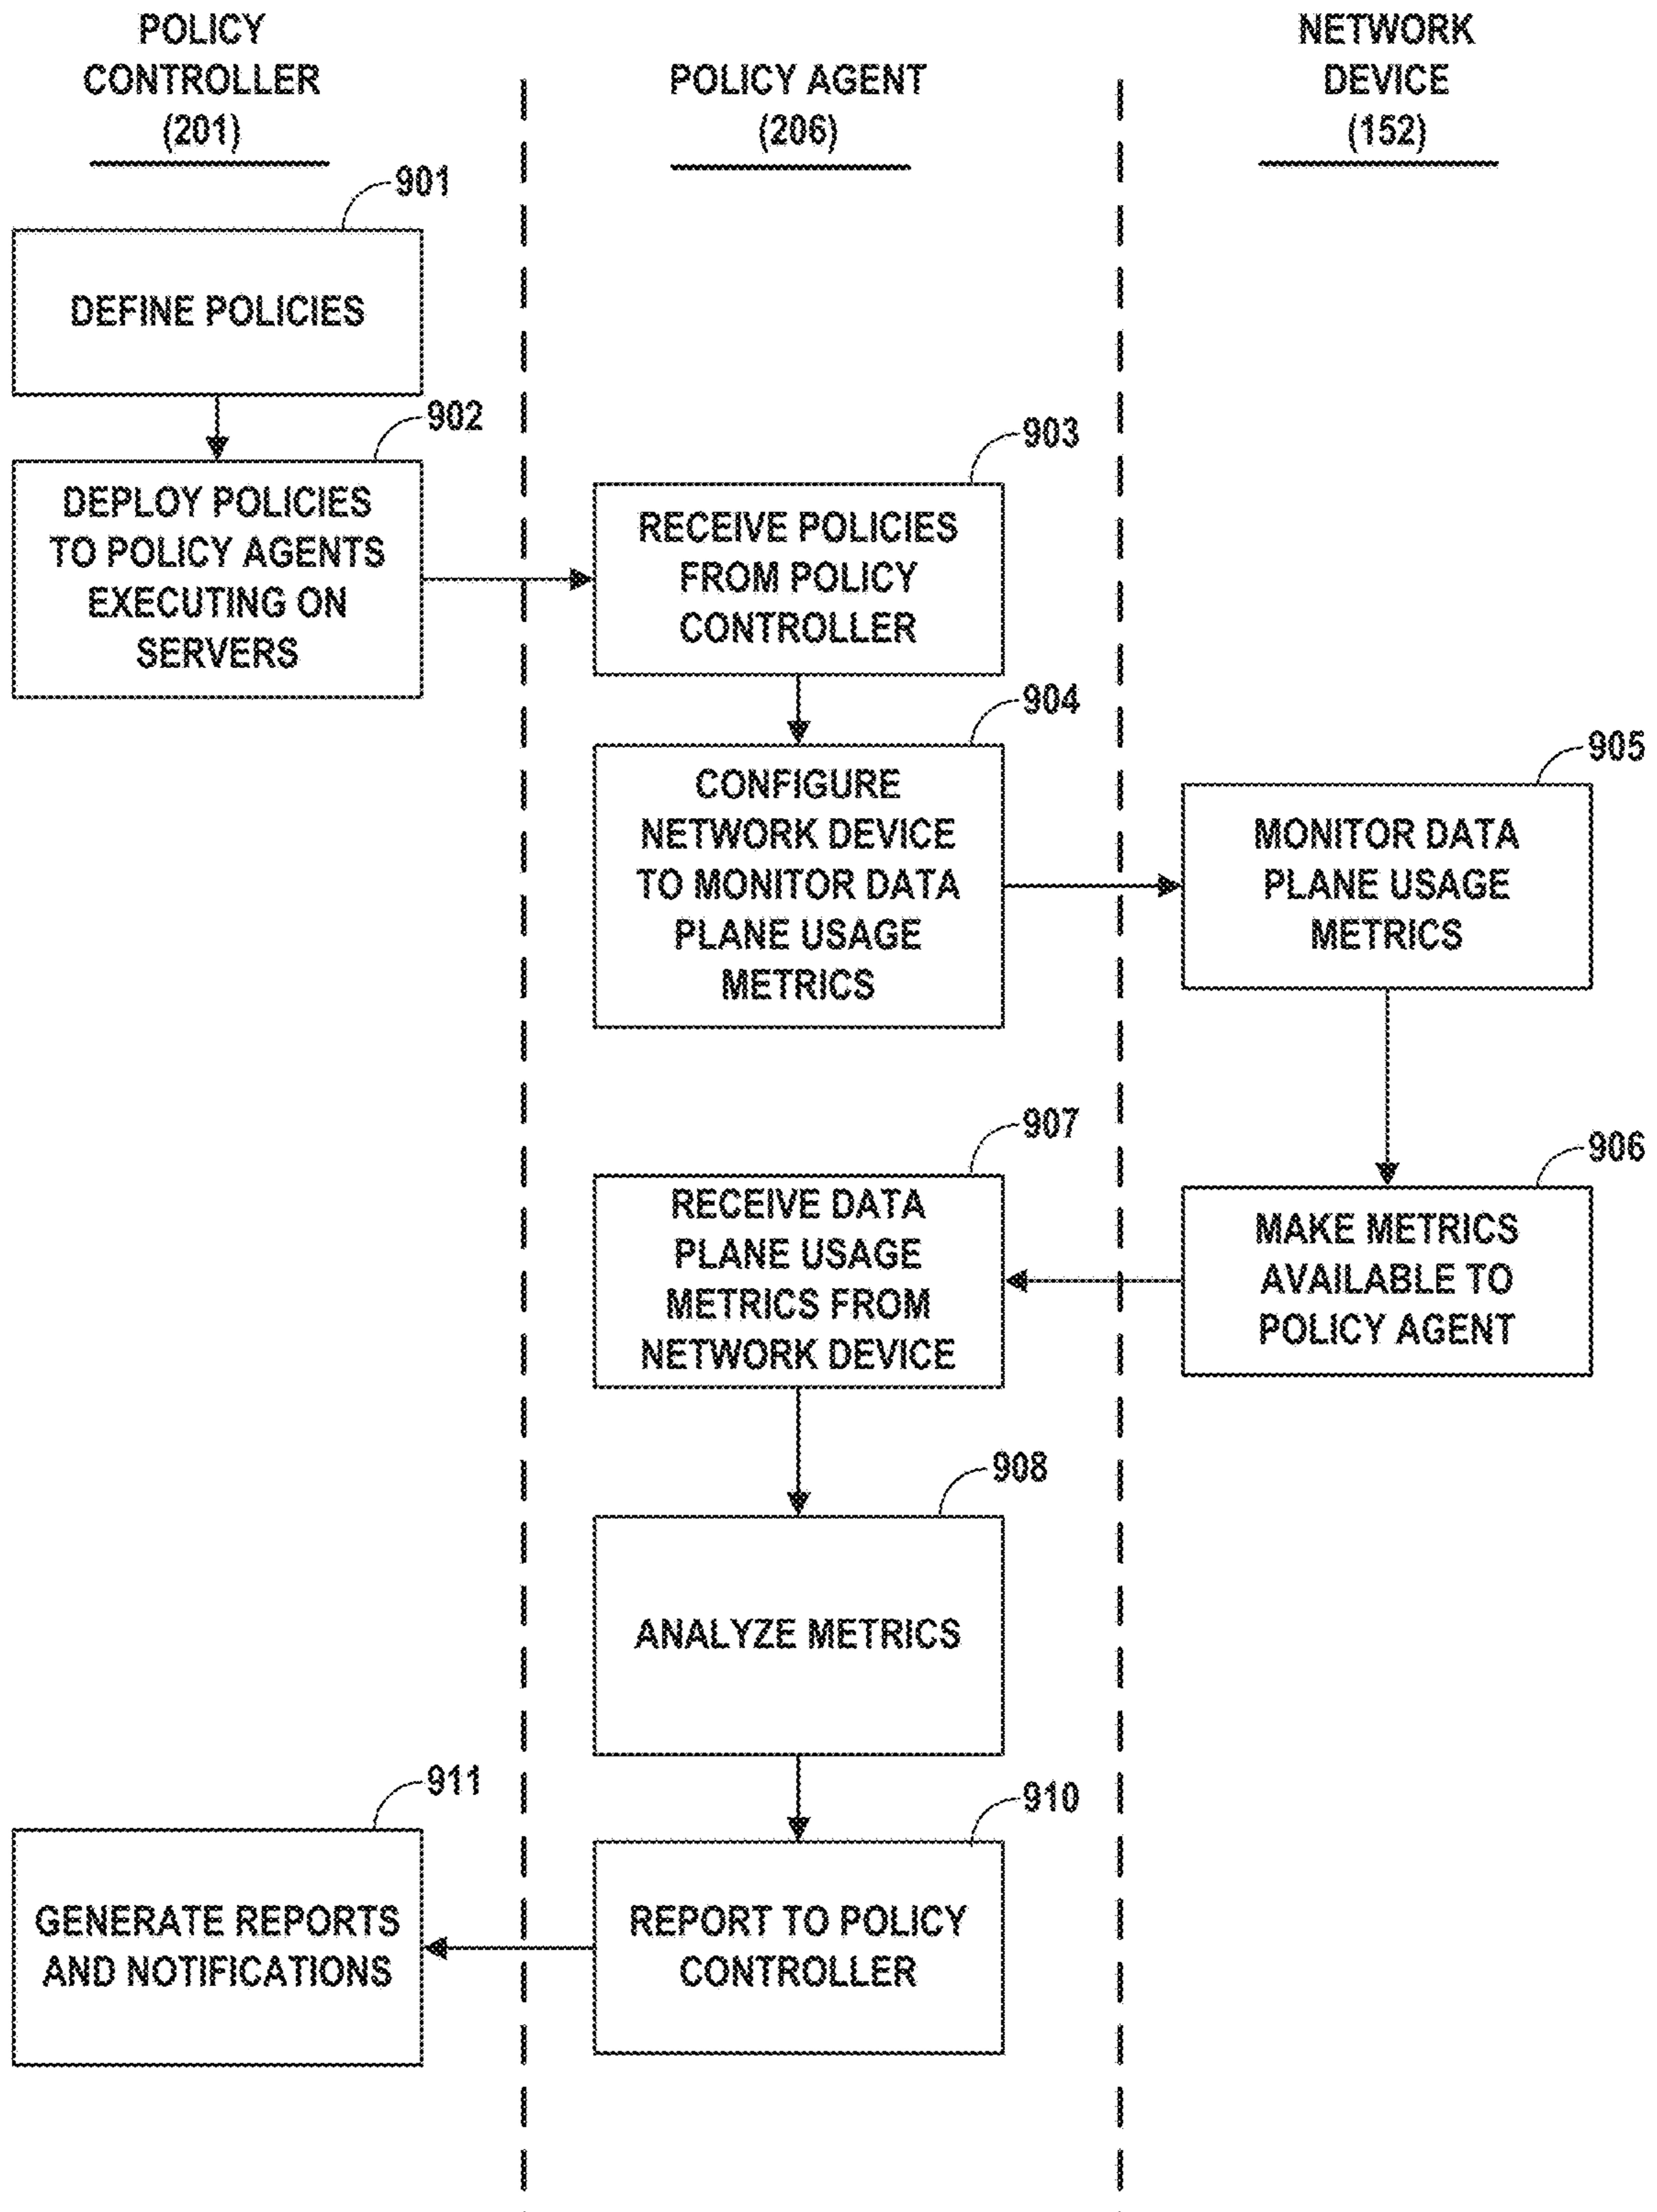 POLICY
CONTROLLER
(201)
POLICY AGENT
(206)
NETWORK
DEVICE
(152)
901
DEFINE POLICIES
902
DEPLOY POLICIES
TO POLICY AGENTS
EXECUTING ON
SERVERS
903
RECEIVE POLICIES
FROM POLICY
CONTROLLER
904
CONFIGURE
NETWORK DEVICE
TO MONITOR DATA
PLANE USAGE
METRICS
905
MONITOR DATA
PLANE USAGE
METRICS
906
MAKE METRICS
AVAILABLE TO
POLICY AGENT
907
RECEIVE DATA
PLANE USAGE
METRICS FROM
NETWORK DEVICE
908
ANALYZE METRICS
910
REPORT TO POLICY
CONTROLLER
911
GENERATE REPORTS
AND NOTIFICATIONS